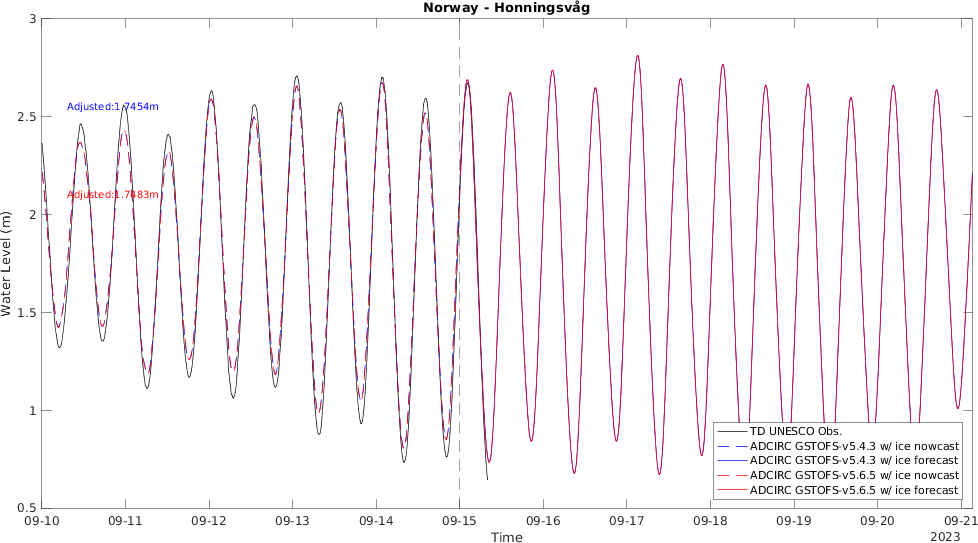 Norway - Honningsvåg
3
2.5
2
1.5
1
0.5
Water Level (m)
Adjusted:1.7454m
Adjusted:1.7483m
TD UNESCO Obs.
ADCIRC GSTOFS-v5.4.3 w/ ice nowcast
ADCIRC GSTOFS-v5.4.3 w/ ice forecast
ADCIRC GSTOFS-v5.6.5 w/ ice nowcast
ADCIRC GSTOFS-v5.6.5 w/ ice forecast
09-10 09-11 09-12 09-13 09-14 09-15 09-16 09-17 09-18 09-19 09-20 09-21
Time
2023